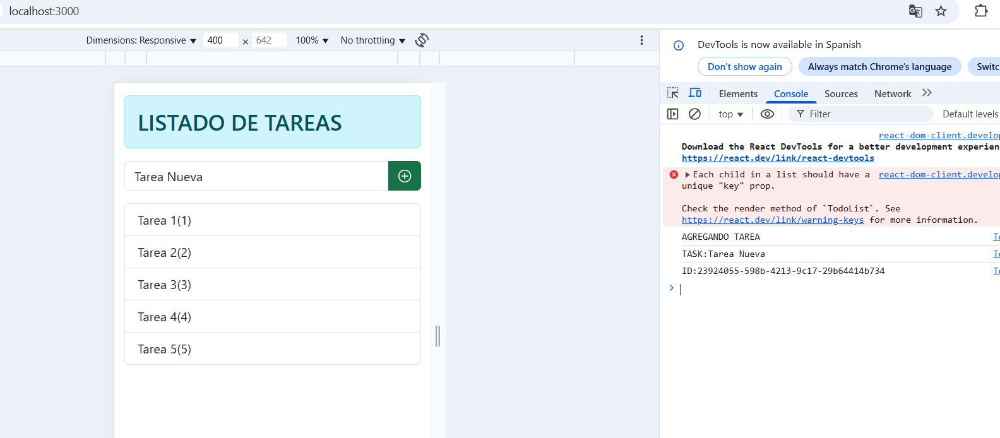 localhost:3000
Dimensions: Responsive 400 × 642 100% No throttling
DevTools is now available in Spanish
Don't show again Always match Chrome's language Switc
Elements Console Sources Network
top Filter Default levels
LISTADO DE TAREAS
Tarea Nueva
Tarea 1(1)
Tarea 2(2)
Tarea 3(3)
Tarea 4(4)
Tarea 5(5)
react-dom-client.develop
Download the React DevTools for a better development experien
https://react.dev/link/react-devtools
Each child in a list should have a react-dom-client.develop
unique "key" prop.
Check the render method of `TodoList`. See
https://react.dev/link/warning-keys for more information.
AGREGANDO TAREA To
TASK:Tarea Nueva To
ID:23924055-598b-4213-9c17-29b64414b734 To